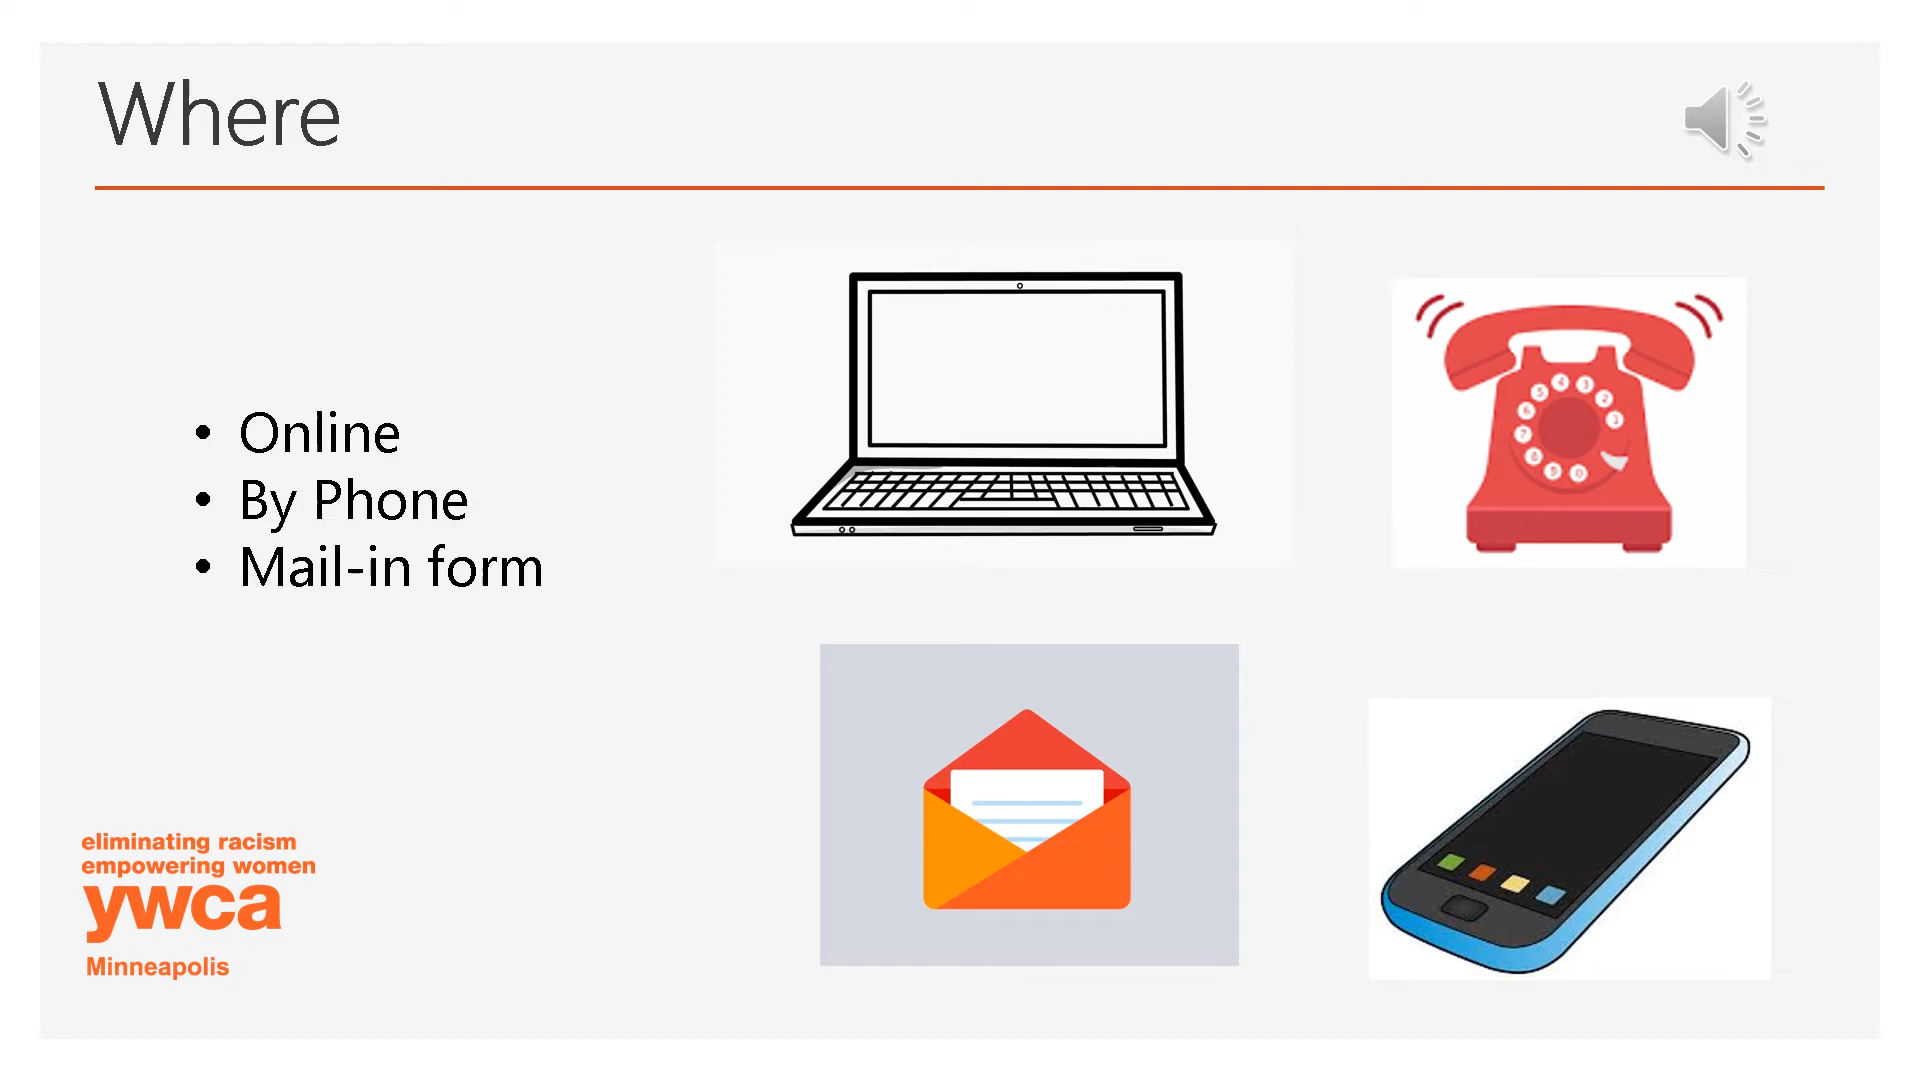 Where
• Online
• By Phone
• Mail-in form
eliminating racism
empowering women
ywca
Minneapolis